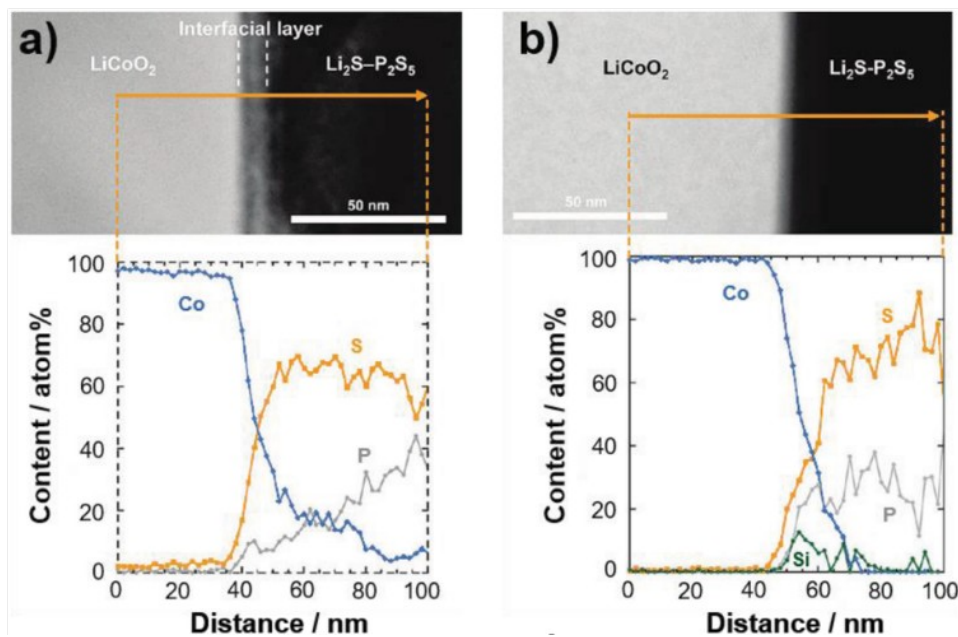 a)
Interfacial layer
LiCoO₂
Li₂S–P₂S₅
50 nm
100
80
60
40
20
0
Content / atom%
Co
S
P
0 20 40 60 80 100
Distance / nm
b)
LiCoO₂
Li₂S-P₂S₅
50 nm
100
80
60
40
20
0
Content / atom%
Co
S
P
Si
0 20 40 60 80 100
Distance / nm